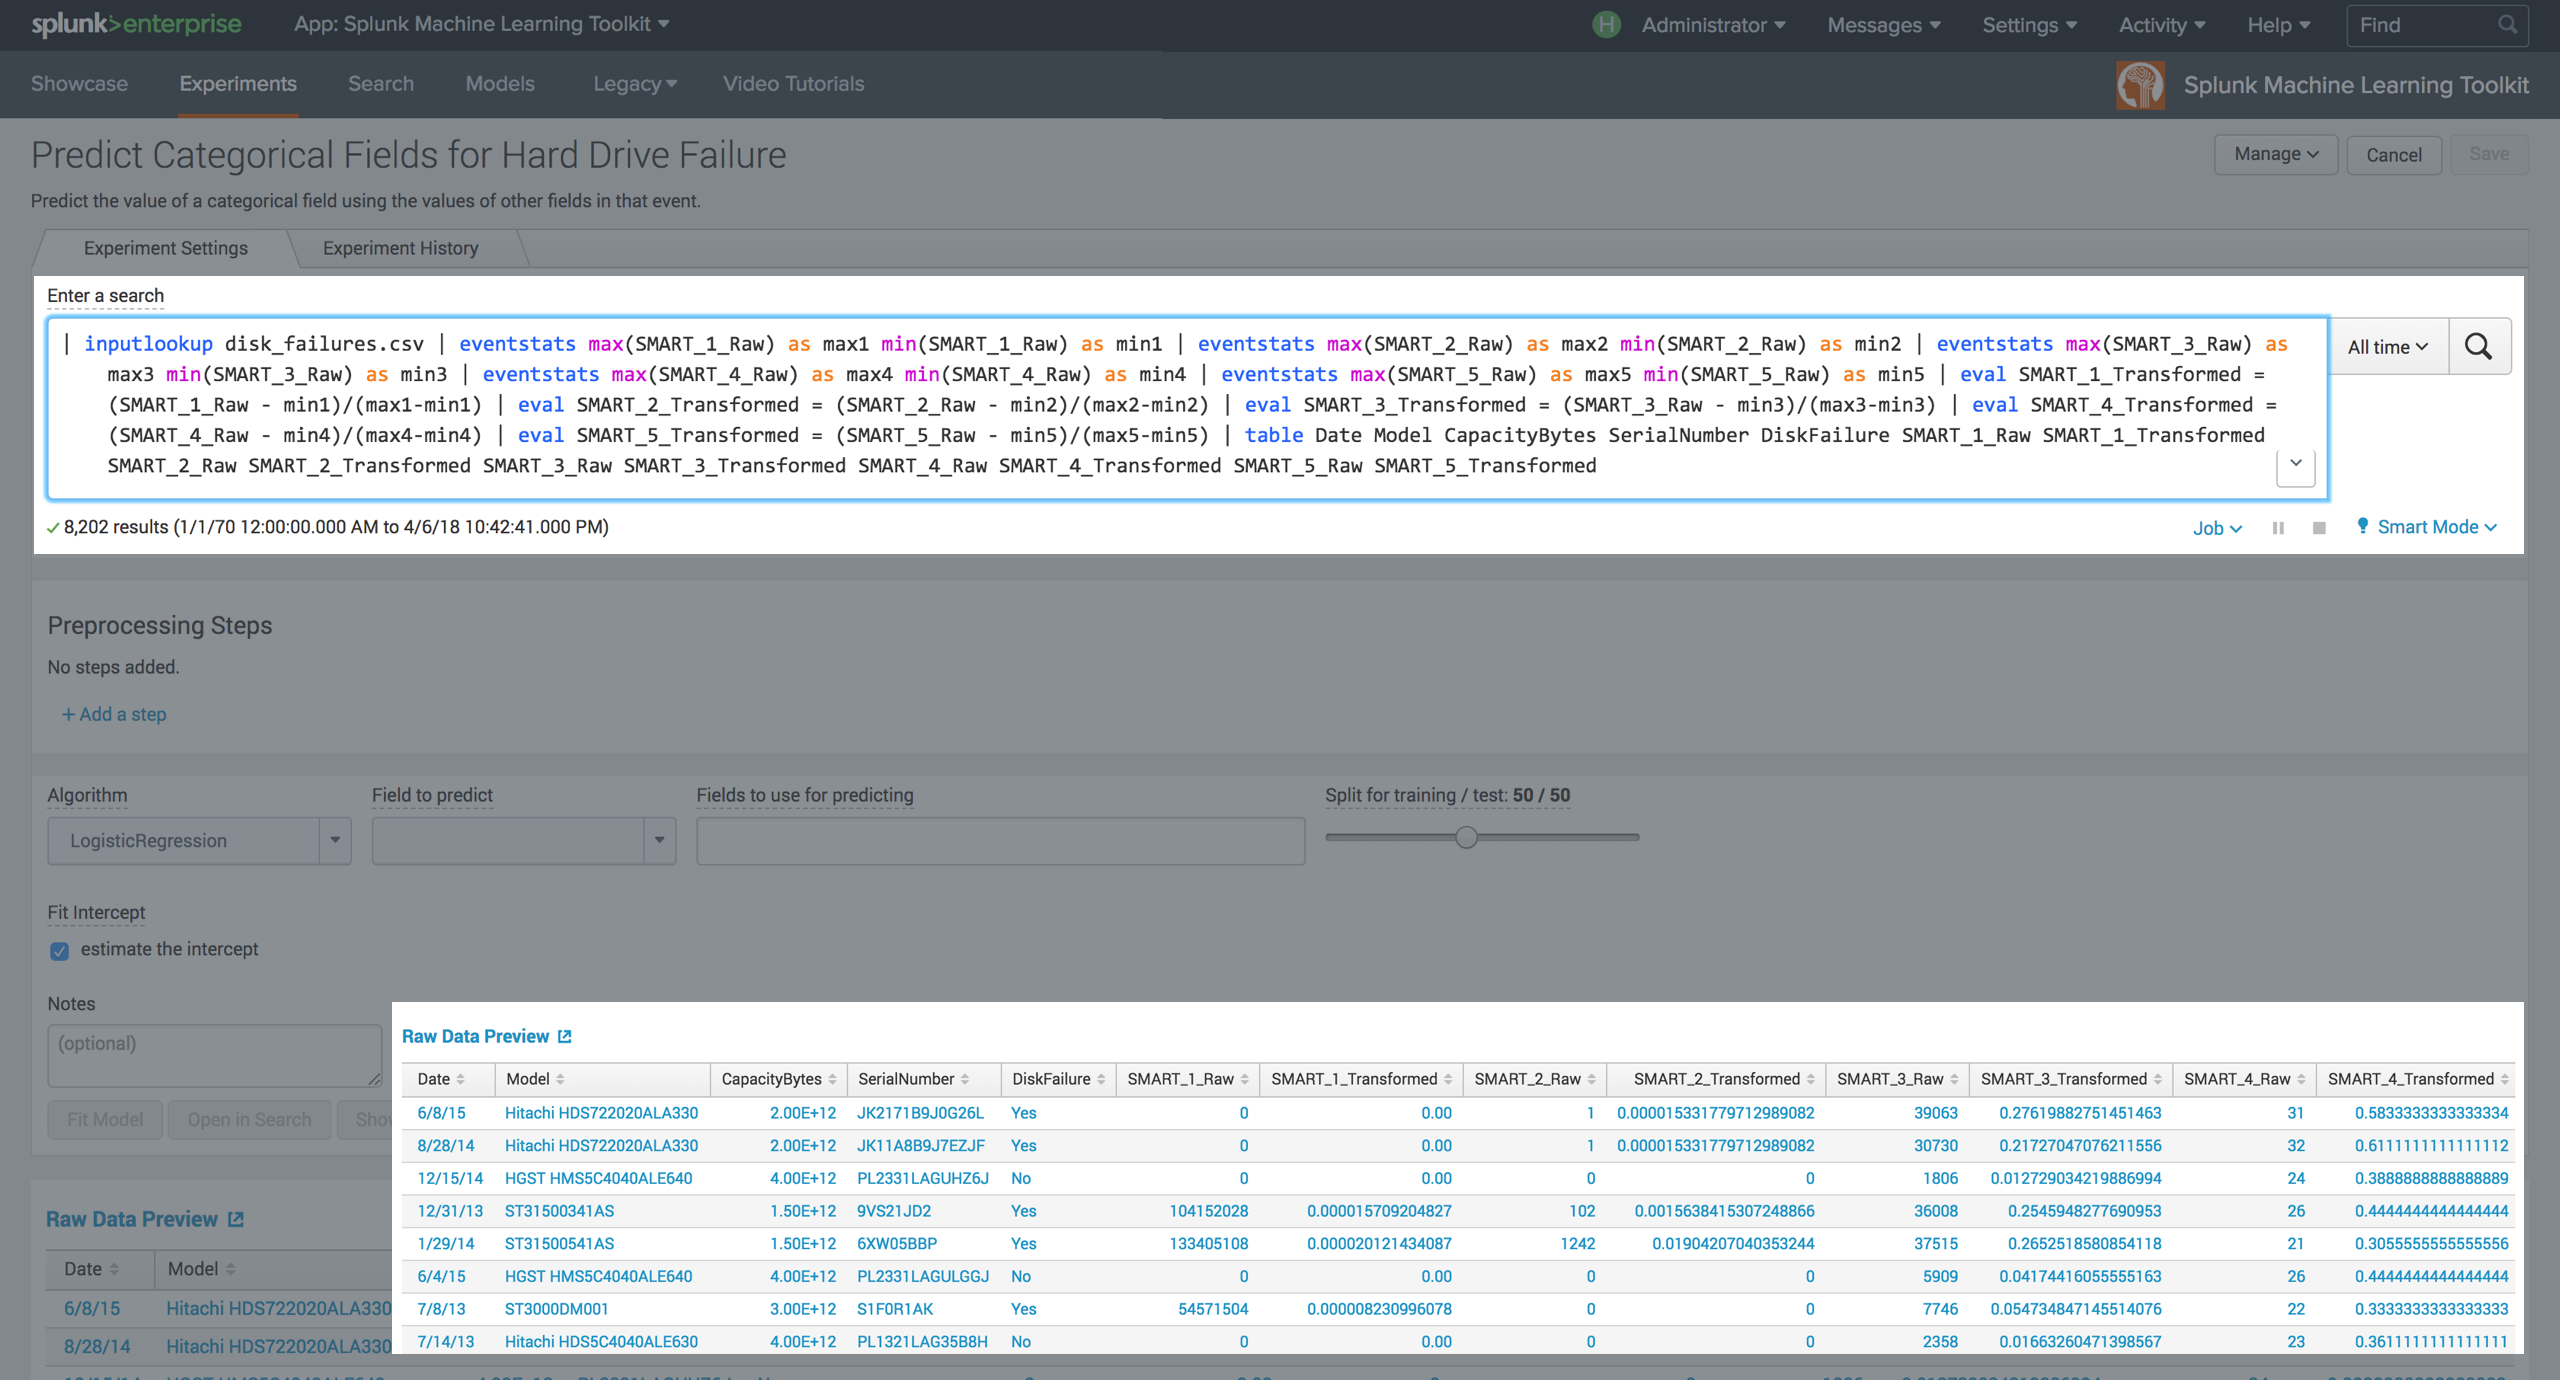 splunk>enterprise App: Splunk Machine Learning Toolkit H Administrator Messages Settings Activity Help Find
Showcase Experiments Search Models Legacy Video Tutorials Splunk Machine Learning Toolkit
Predict Categorical Fields for Hard Drive Failure Manage Cancel Save
Predict the value of a categorical field using the values of other fields in that event.
Experiment Settings Experiment History
Enter a search
| inputlookup disk_failures.csv | eventstats max(SMART_1_Raw) as max1 min(SMART_1_Raw) as min1 | eventstats max(SMART_2_Raw) as max2 min(SMART_2_Raw) as min2 | eventstats max(SMART_3_Raw) as
max3 min(SMART_3_Raw) as min3 | eventstats max(SMART_4_Raw) as max4 min(SMART_4_Raw) as min4 | eventstats max(SMART_5_Raw) as max5 min(SMART_5_Raw) as min5 | eval SMART_1_Transformed =
(SMART_1_Raw - min1)/(max1-min1) | eval SMART_2_Transformed = (SMART_2_Raw - min2)/(max2-min2) | eval SMART_3_Transformed = (SMART_3_Raw - min3)/(max3-min3) | eval SMART_4_Transformed =
(SMART_4_Raw - min4)/(max4-min4) | eval SMART_5_Transformed = (SMART_5_Raw - min5)/(max5-min5) | table Date Model CapacityBytes SerialNumber DiskFailure SMART_1_Raw SMART_1_Transformed
SMART_2_Raw SMART_2_Transformed SMART_3_Raw SMART_3_Transformed SMART_4_Raw SMART_4_Transformed SMART_5_Raw SMART_5_Transformed
All time
8,202 results (1/1/70 12:00:00.000 AM to 4/6/18 10:42:41.000 PM) Job Smart Mode
Preprocessing Steps
No steps added.
+ Add a step
Algorithm Field to predict Fields to use for predicting Split for training / test: 50 / 50
LogisticRegression
Fit Intercept
estimate the intercept
Notes
(optional)
Fit Model Open in Search Show
Raw Data Preview
Date Model CapacityBytes SerialNumber DiskFailure SMART_1_Raw SMART_1_Transformed SMART_2_Raw SMART_2_Transformed SMART_3_Raw SMART_3_Transformed SMART_4_Raw SMART_4_Transformed
6/8/15 Hitachi HDS722020ALA330 2.00E+12 JK2171B9J0G26L Yes 0 0.00 1 0.000015331779712989082 39063 0.27619882751451463 31 0.5833333333333334
8/28/14 Hitachi HDS722020ALA330 2.00E+12 JK11A8B9J7EZJF Yes 0 0.00 1 0.000015331779712989082 30730 0.21727047076211556 32 0.6111111111111112
12/15/14 HGST HMS5C4040ALE640 4.00E+12 PL2331LAGUHZ6J No 0 0.00 0 0 1806 0.012729034219886994 24 0.3888888888888889
12/31/13 ST31500341AS 1.50E+12 9VS21JD2 Yes 104152028 0.000015709204827 102 0.0015638415307248866 36008 0.2545948277690953 26 0.4444444444444444
1/29/14 ST31500541AS 1.50E+12 6XW05BBP Yes 133405108 0.000020121434087 1242 0.01904207040353244 37515 0.2652518580854118 21 0.3055555555555556
6/4/15 HGST HMS5C4040ALE640 4.00E+12 PL2331LAGULGGJ No 0 0.00 0 0 5909 0.04174416055555163 26 0.4444444444444444
7/8/13 ST3000DM001 3.00E+12 S1F0R1AK Yes 54571504 0.000008230996078 0 0 7746 0.054734847145514076 22 0.3333333333333333
7/14/13 Hitachi HDS5C4040ALE630 4.00E+12 PL1321LAG35B8H No 0 0.00 0 0 2358 0.01663260471398567 23 0.3611111111111111
Raw Data Preview
Date Model
6/8/15 Hitachi HDS722020ALA330
8/28/14 Hitachi HDS722020ALA330